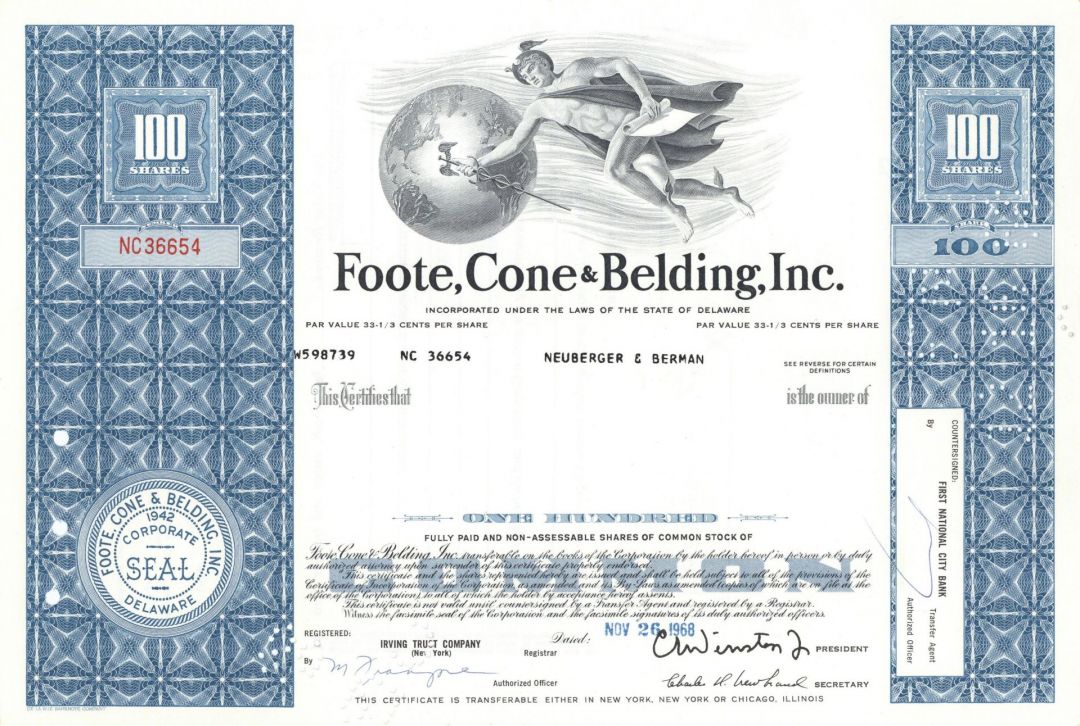 100
SHARES
100
SHARES
NC36654
100
Foote, Cone & Belding, Inc.
INCORPORATED UNDER THE LAWS OF THE STATE OF DELAWARE
PAR VALUE 33-1/3 CENTS PER SHARE
PAR VALUE 33-1/3 CENTS PER SHARE
W598739 NC 36654 NEUBERGER & BERMAN
SEE REVERSE FOR CERTAIN
DEFINITIONS
This Certifies that
is the owner of
ONE HUNDRED
FULLY PAID AND NON-ASSESSABLE SHARES OF COMMON STOCK OF
Foote, Cone & Belding, Inc. transferable on the books of the Corporation by the holder hereof in person or by duly
authorized attorney upon surrender of this certificate properly endorsed.
This certificate and the shares represented hereby are issued and shall be held subject to all of the provisions of the
Certificate of Incorporation of the Corporation, as amended, and its By-Laws, as amended (copies of which are on file at the
office of the Corporation), to all of which the holder by acceptance hereof assents.
This certificate is not valid until countersigned by a Transfer Agent and registered by a Registrar.
Witness the facsimile seal of the Corporation and the facsimile signatures of its duly authorized officers.
REGISTERED:
IRVING TRUST COMPANY
(New York)
Registrar
By
Authorized Officer
Dated:
NOV 26 1968
PRESIDENT
Charles H. SECRETARY
THIS CERTIFICATE IS TRANSFERABLE EITHER IN NEW YORK, NEW YORK OR CHICAGO, ILLINOIS
FOOTE, CONE & BELDING, INC.
1942
CORPORATE
SEAL
DELAWARE
COUNTERSIGNED:
FIRST NATIONAL CITY BANK
Transfer Agent
By
Authorized Officer